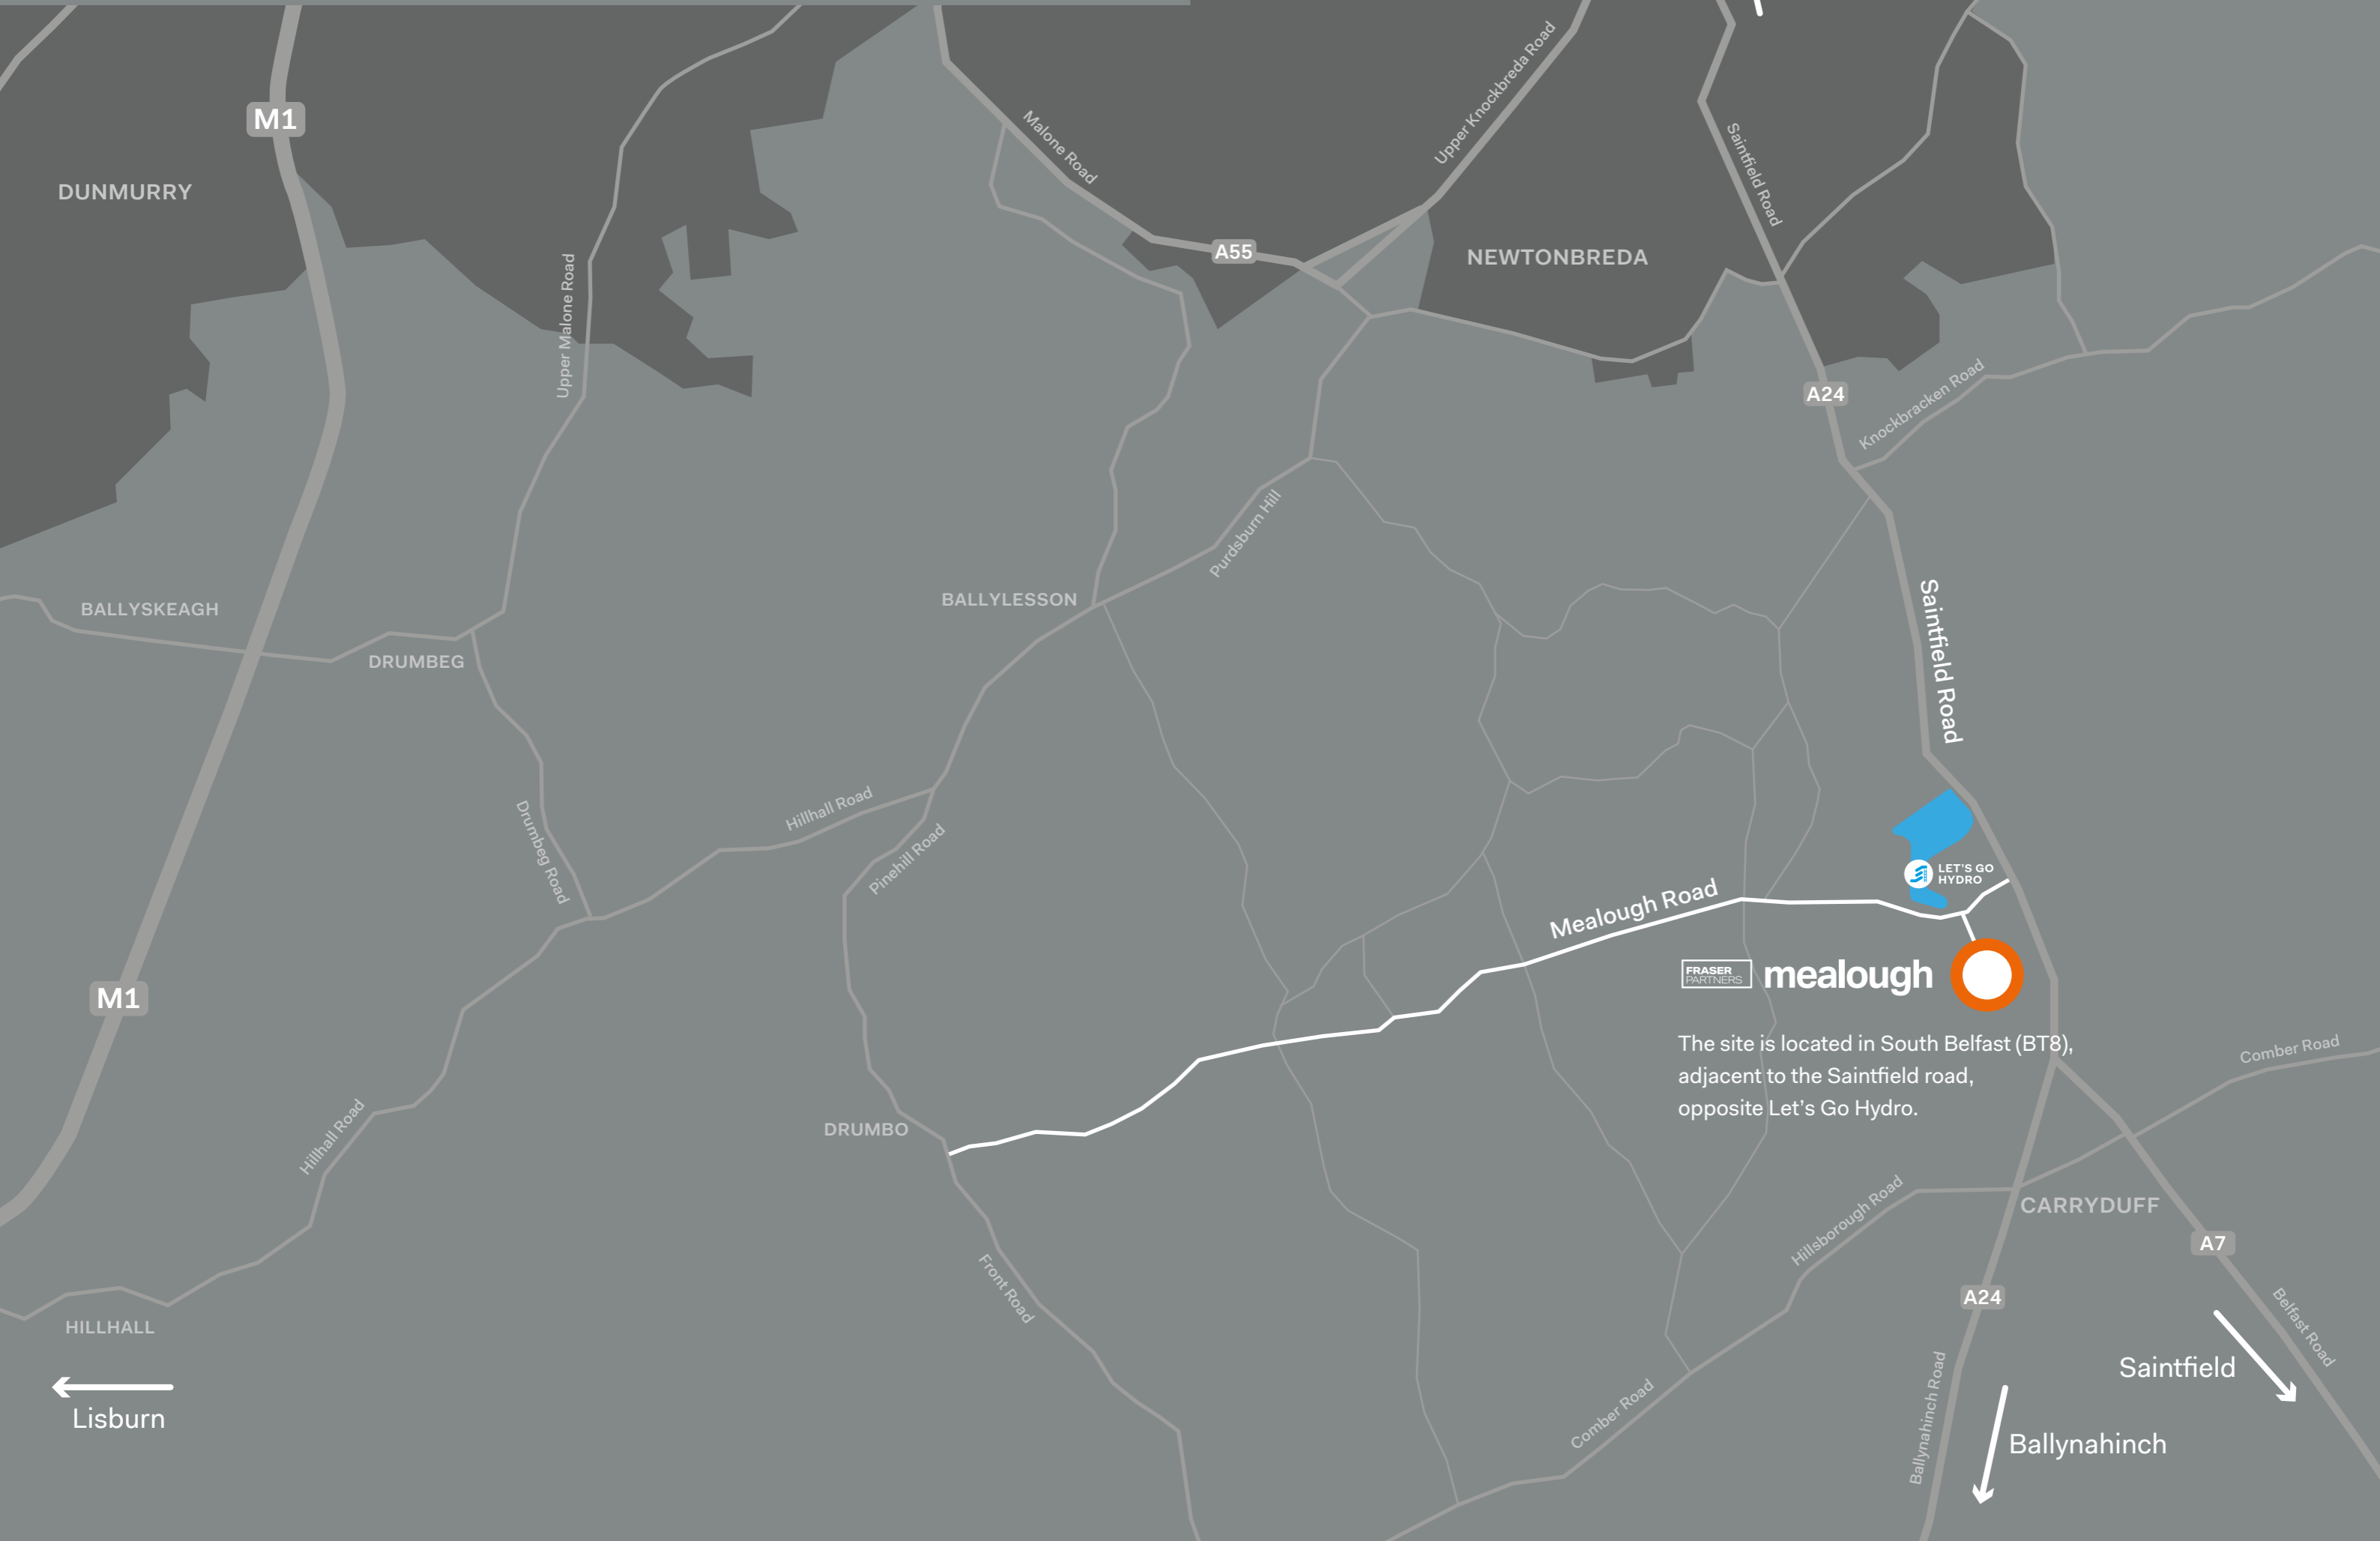 M1
DUNMURRY
Upper Malone Road
Malone Road
A55
Upper Knockbreda Road
NEWTONBREDA
Saintfield Road
A24
Knockbracken Road
Purdsburn Hill
BALLYSKEAGH
DRUMBEG
BALLYLESSON
Saintfield Road
Drumbeg Road
Hillhall Road
Pinehill Road
LET'S GO
HYDRO
Mealough Road
FRASER
PARTNERS
mealough
M1
The site is located in South Belfast (BT8),
adjacent to the Saintfield road,
opposite Let's Go Hydro.
Comber Road
Hillhall Road
DRUMBO
Hillsborough Road
CARRYDUFF
A7
Front Road
A24
HILLHALL
Belfast Road
Saintfield
Lisburn
Comber Road
Ballynahinch Road
Ballynahinch